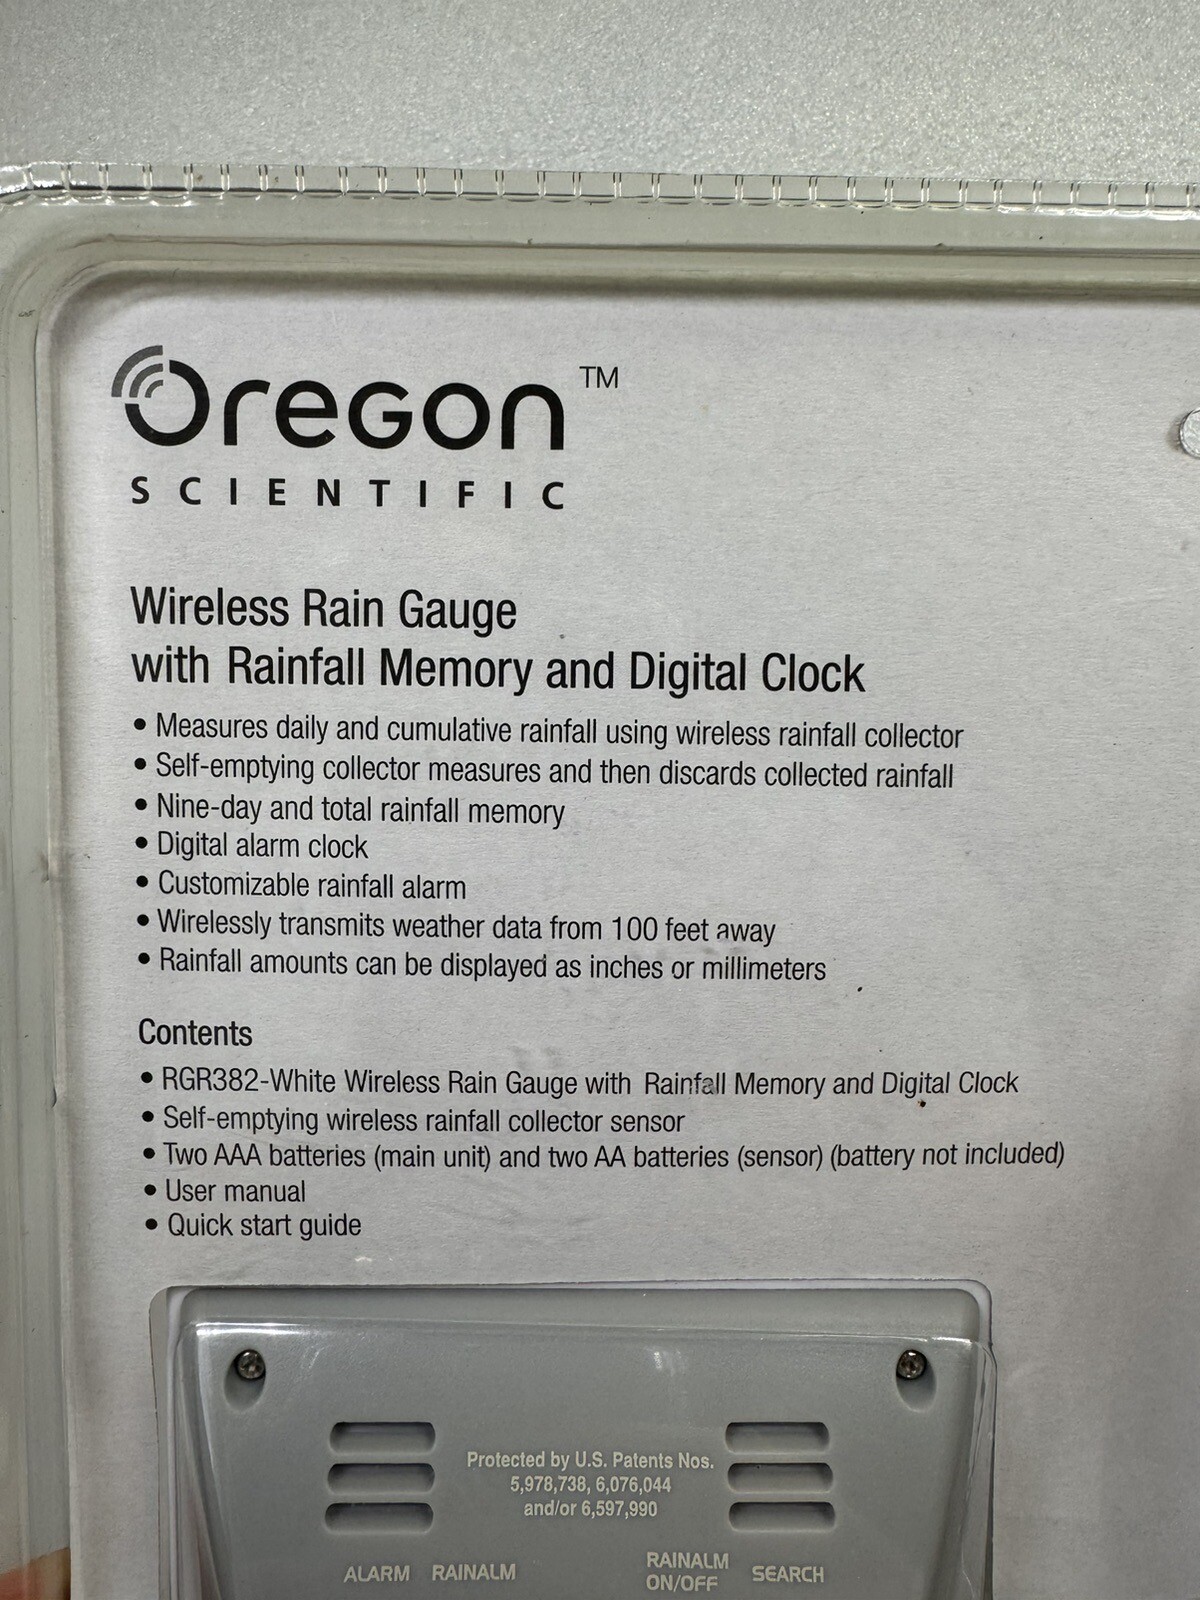 Oregon™
SCIENTIFIC
Wireless Rain Gauge
with Rainfall Memory and Digital Clock
• Measures daily and cumulative rainfall using wireless rainfall collector
• Self-emptying collector measures and then discards collected rainfall
• Nine-day and total rainfall memory
• Digital alarm clock
• Customizable rainfall alarm
• Wirelessly transmits weather data from 100 feet away
• Rainfall amounts can be displayed as inches or millimeters
Contents
• RGR382-White Wireless Rain Gauge with Rainfall Memory and Digital Clock
• Self-emptying wireless rainfall collector sensor
• Two AAA batteries (main unit) and two AA batteries (sensor) (battery not included)
• User manual
• Quick start guide
Protected by U.S. Patents Nos.
5,978,738, 6,076,044
and/or 6,597,990
ALARM RAINALM
RAINALM
ON/OFF
SEARCH